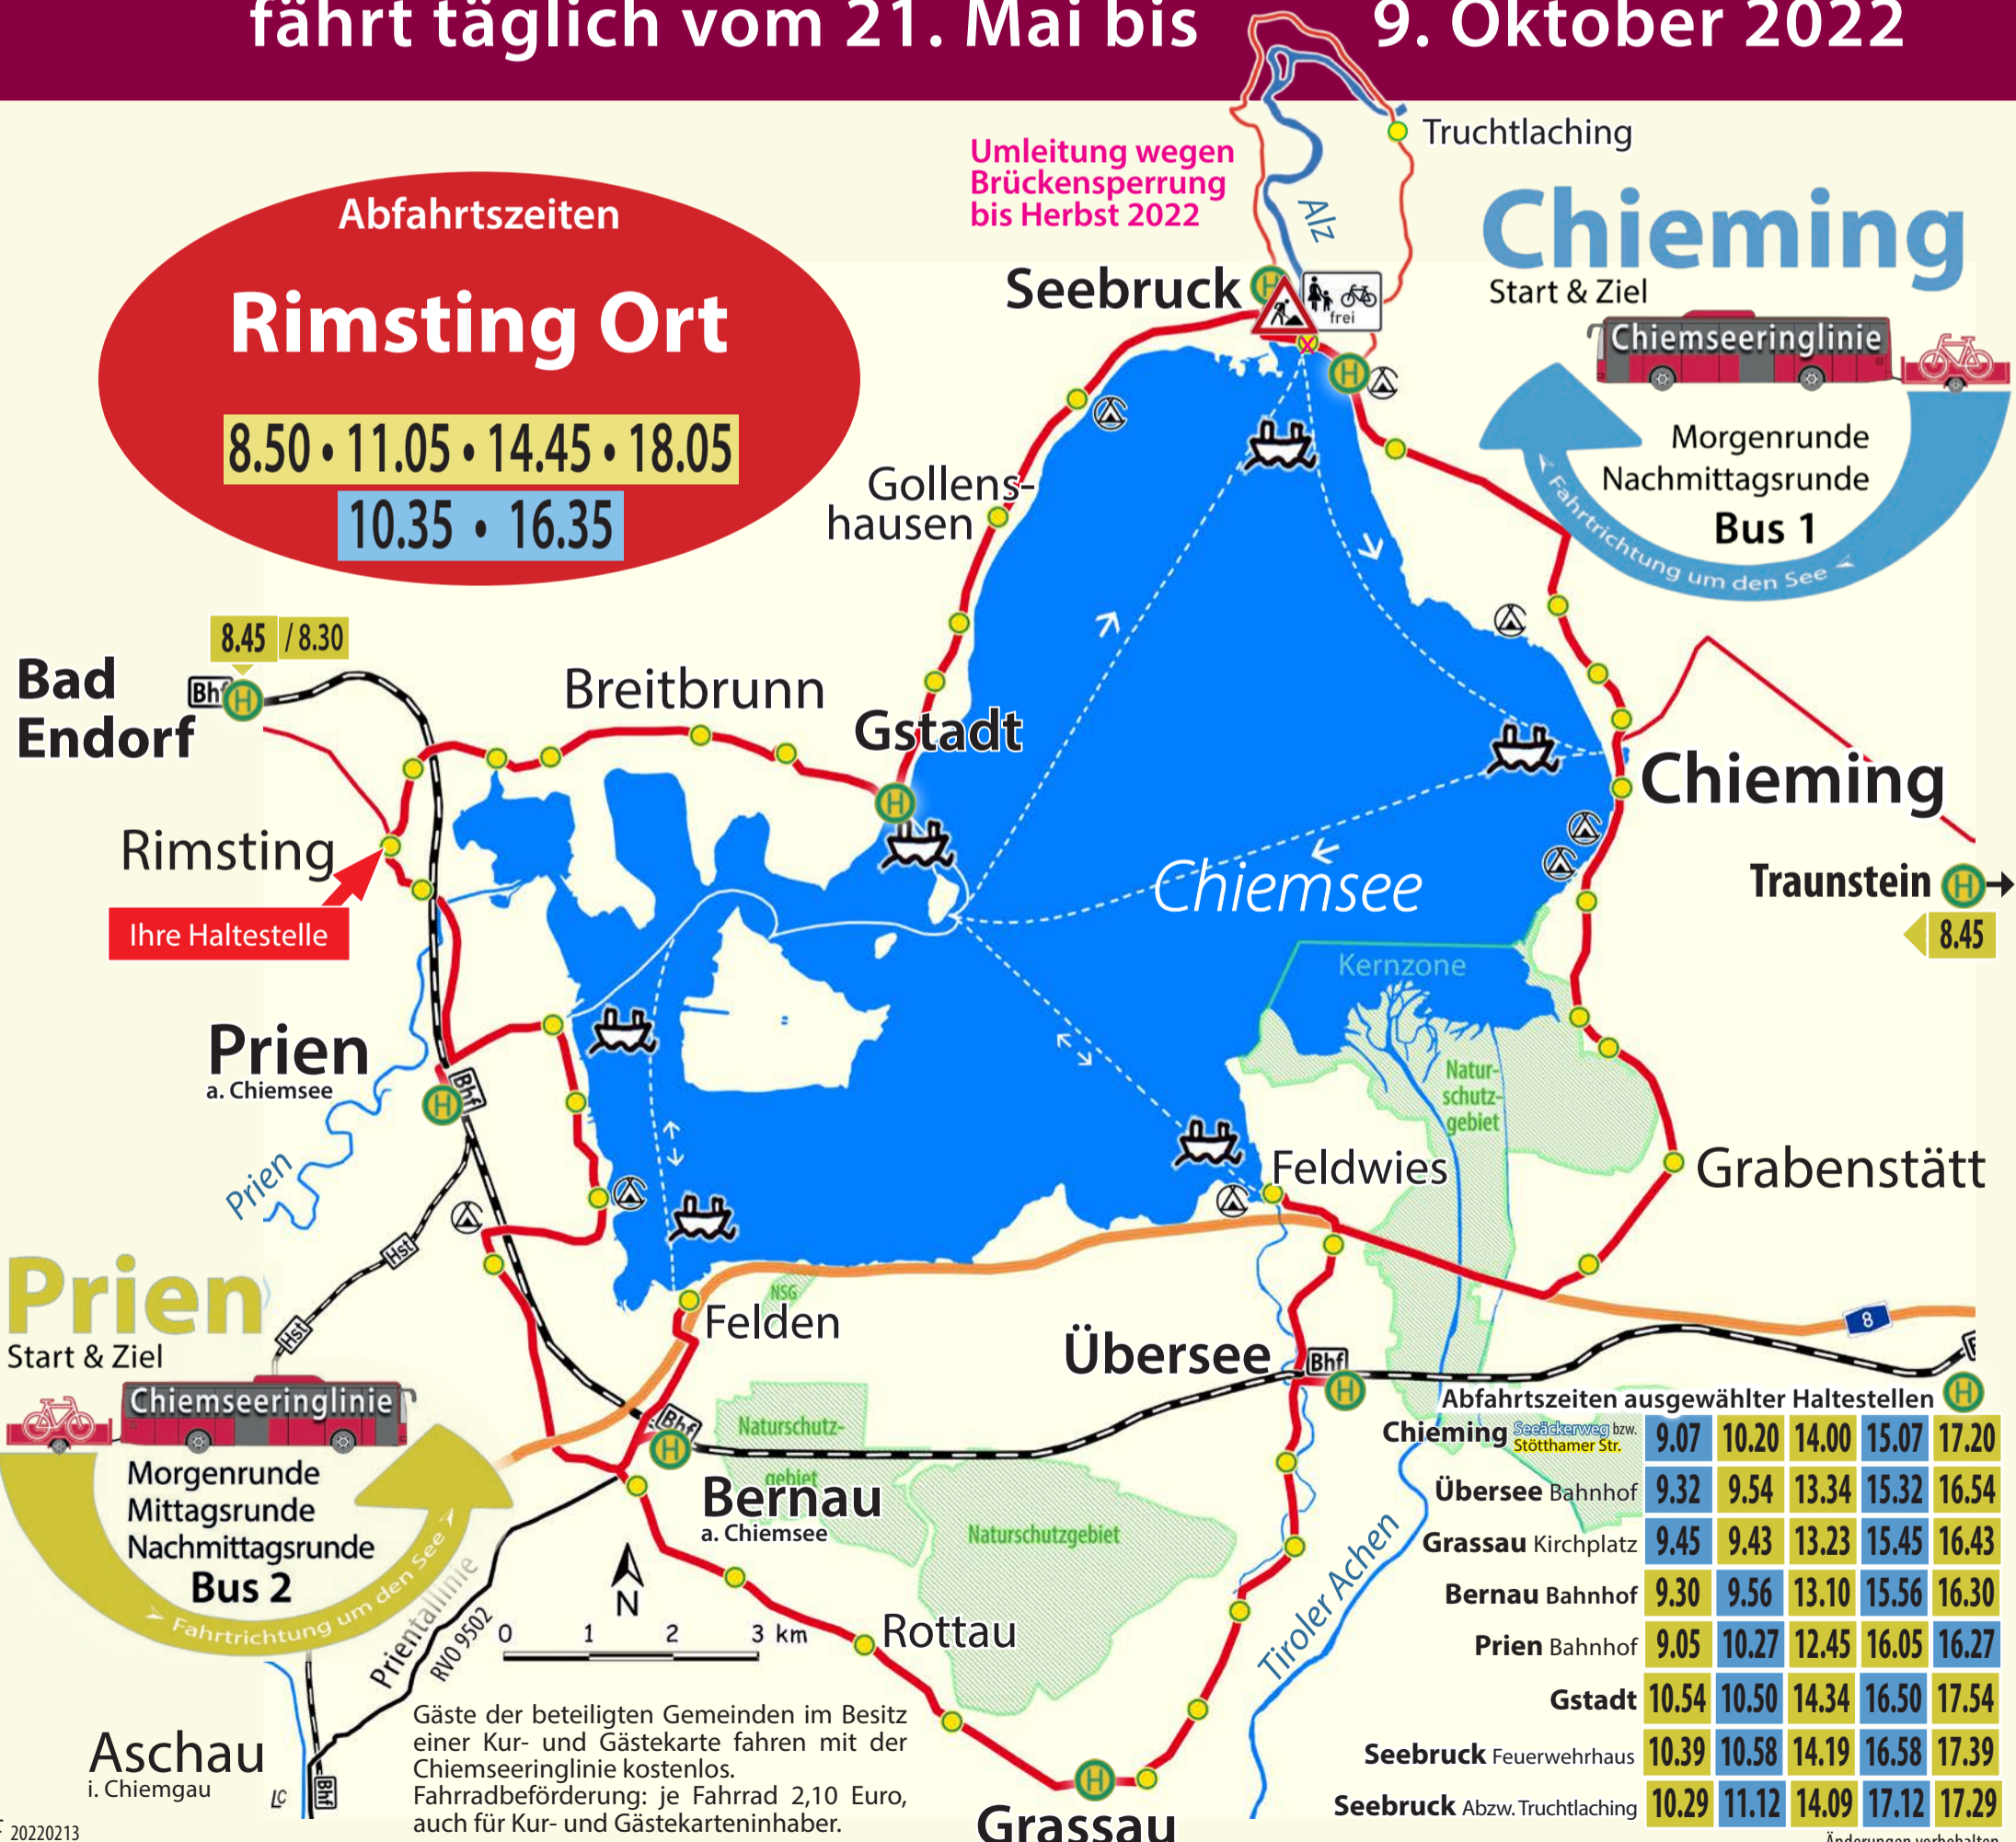 fährt täglich vom 21. Mai bis 9. Oktober 2022
Truchtlaching
Umleitung wegen
Brückensperrung
bis Herbst 2022
Alz
Abfahrtszeiten
Rimsting Ort
8.50 • 11.05 • 14.45 • 18.05
10.35 • 16.35
Seebruck
H
frei
H
Chieming
Start & Ziel
Chiemseeringlinie
Morgenrunde
Nachmittagsrunde
Bus 1
Fahrtrichtung um den See
Gollens-
hausen
8.45 / 8.30
Bad
Endorf
Bhf
H
Breitbrunn
Gstadt
H
Chieming
Rimsting
Ihre Haltestelle
Chiemsee
Traunstein H
8.45
Kernzone
Prien
a. Chiemsee
Bhf
H
Natur-
schutz-
gebiet
Prien
Feldwies
Grabenstätt
Hst
Hst
Prien
Start & Ziel
Chiemseeringlinie
Morgenrunde
Mittagsrunde
Nachmittagsrunde
Bus 2
Fahrtrichtung um den See
NSG
Felden
8
Übersee
Bhf
H
Bhf
H
Naturschutz-
gebiet
Bernau
a. Chiemsee
Naturschutzgebiet
Tiroler Achen
Prientallinie
RVO 9502
N
0 1 2 3 km
Rottau
Aschau
i. Chiemgau
LC
Bhf
Gäste der beteiligten Gemeinden im Besitz
einer Kur- und Gästekarte fahren mit der
Chiemseeringlinie kostenlos.
Fahrradbeförderung: je Fahrrad 2,10 Euro,
auch für Kur- und Gästekarteninhaber.
H
Grassau
Abfahrtszeiten ausgewählter Haltestellen H
Chieming Seeäckerweg bzw. Stötthamer Str. 9.07 10.20 14.00 15.07 17.20
Übersee Bahnhof 9.32 9.54 13.34 15.32 16.54
Grassau Kirchplatz 9.45 9.43 13.23 15.45 16.43
Bernau Bahnhof 9.30 9.56 13.10 15.56 16.30
Prien Bahnhof 9.05 10.27 12.45 16.05 16.27
Gstadt 10.54 10.50 14.34 16.50 17.54
Seebruck Feuerwehrhaus 10.39 10.58 14.19 16.58 17.39
Seebruck Abzw. Truchtlaching 10.29 11.12 14.09 17.12 17.29
20220213
Änderungen vorbehalten